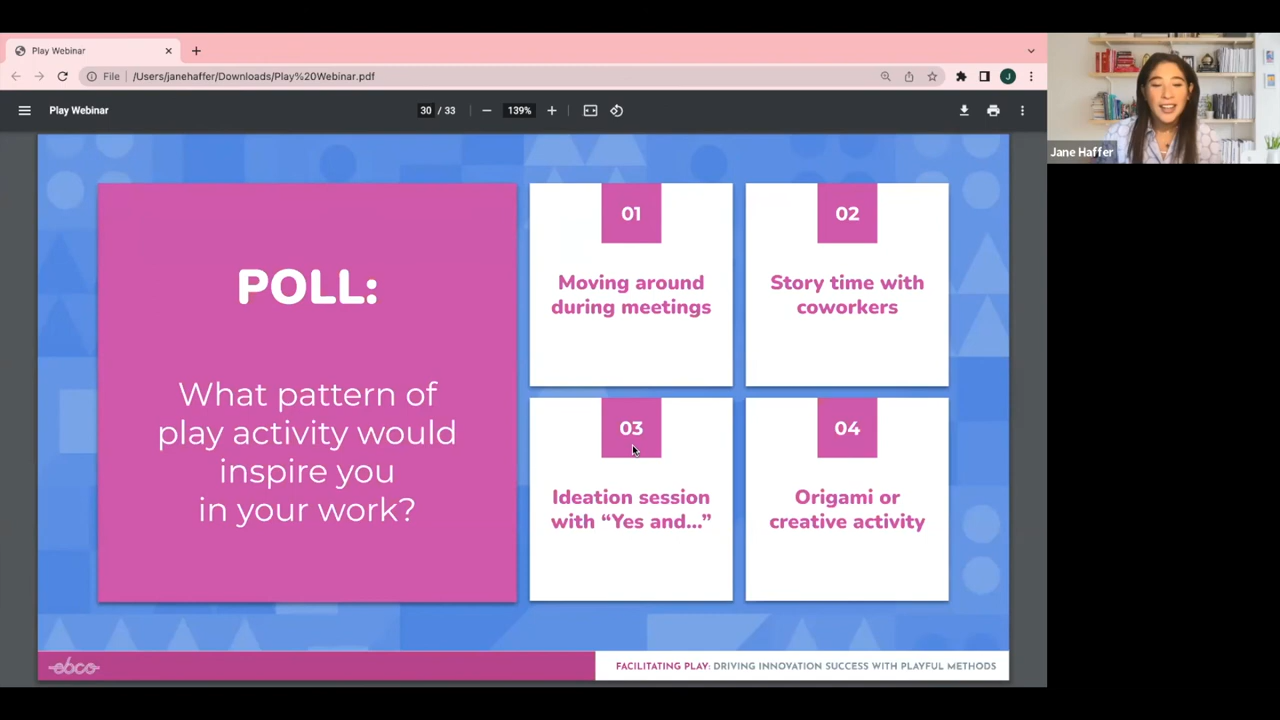 Play Webinar
File
/Users/janehaffer/Downloads/Play%20Webinar.pdf
J
Play Webinar
30 / 33
139%
Jane Haffer
POLL:
What pattern of
play activity would
inspire you
in your work?
01
Moving around
during meetings
02
Story time with
coworkers
03
Ideation session
with “Yes and...”
04
Origami or
creative activity
ebco
FACILITATING PLAY: DRIVING INNOVATION SUCCESS WITH PLAYFUL METHODS